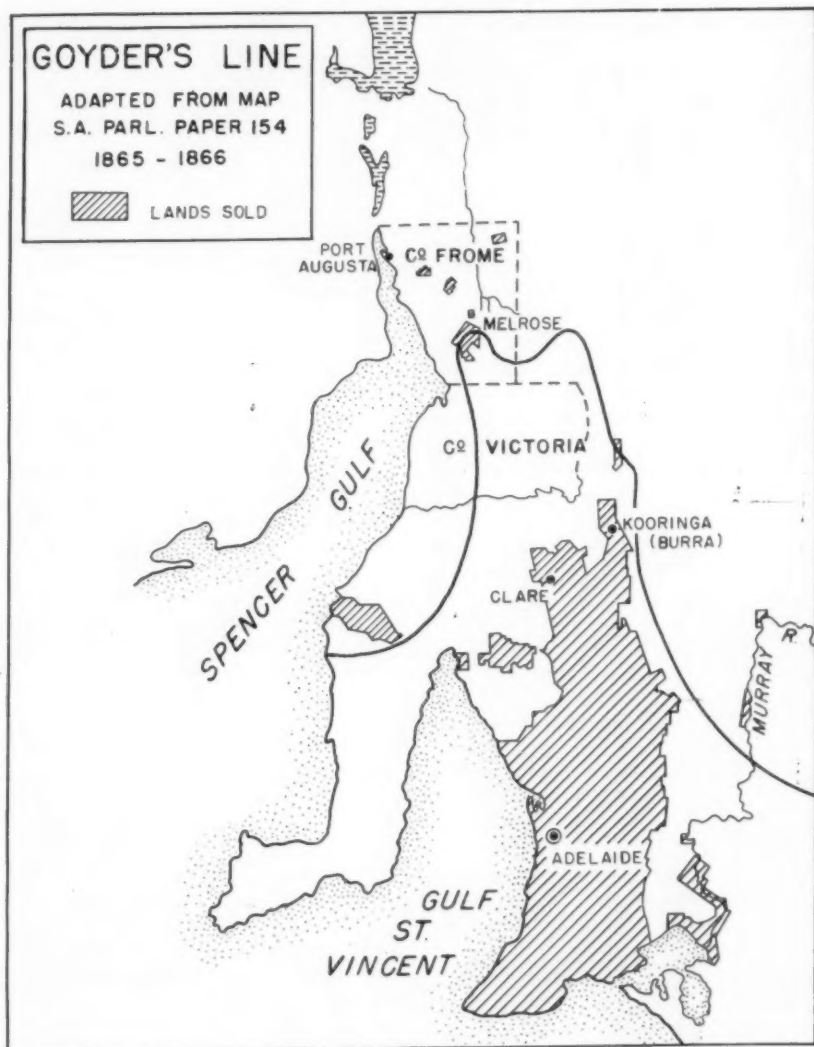 GOYDER'S LINE
ADAPTED FROM MAP
S.A. PARL. PAPER 154
1865 - 1866
LANDS SOLD
PORT
AUGUSTA
Cº FROME
MELROSE
Cº VICTORIA
KOORINGA
(BURRA)
CLARE
SPENCER GULF
MURRAY R.
ADELAIDE
GULF
ST.
VINCENT